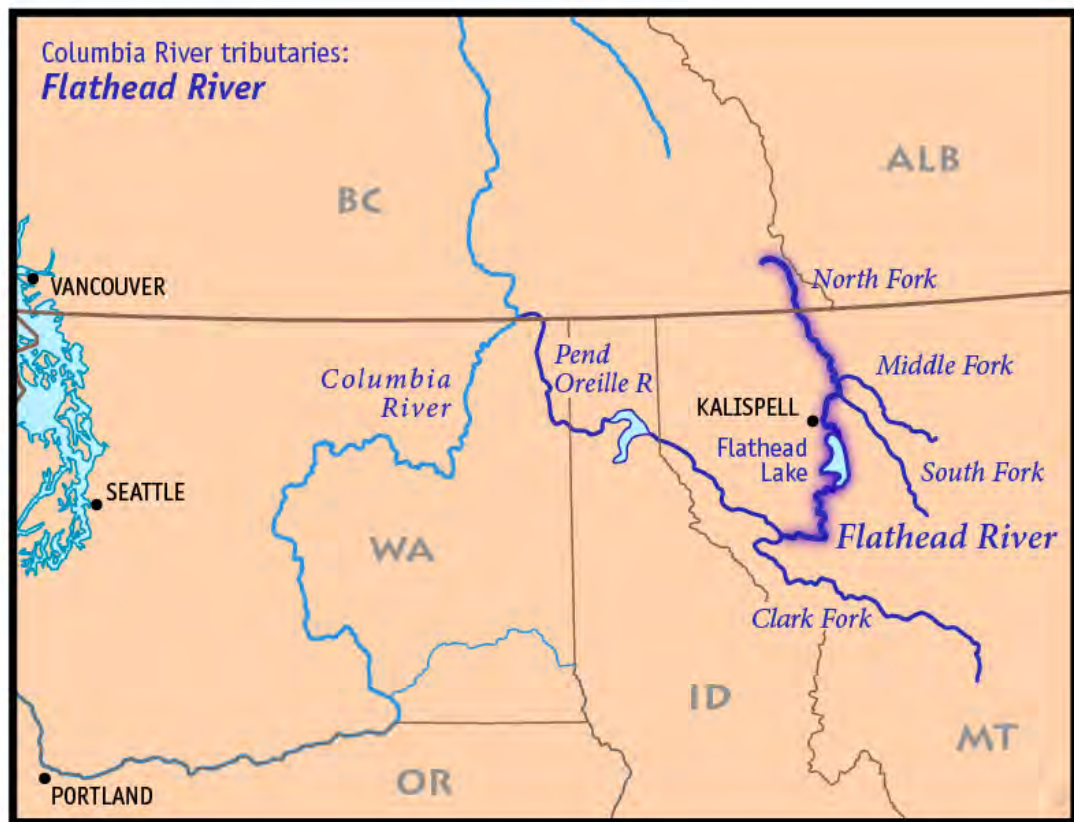 Columbia River tributaries:
Flathead River
ALB
BC
North Fork
VANCOUVER
Pend
Oreille R
Middle Fork
Columbia
River
KALISPELL
Flathead
Lake
South Fork
SEATTLE
Flathead River
WA
Clark Fork
ID
MT
OR
PORTLAND